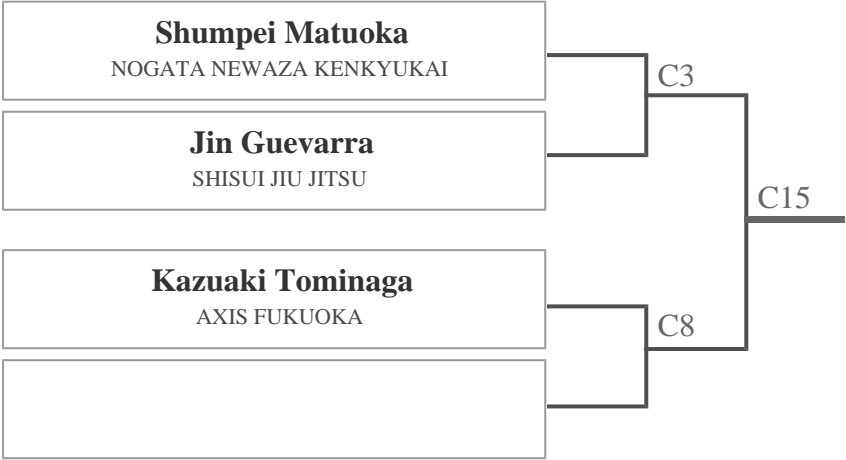 Shumpei Matuoka
NOGATA NEWAZA KENKYUKAI
C3
Jin Guevarra
SHISUI JIU JITSU
C15
Kazuaki Tominaga
AXIS FUKUOKA
C8